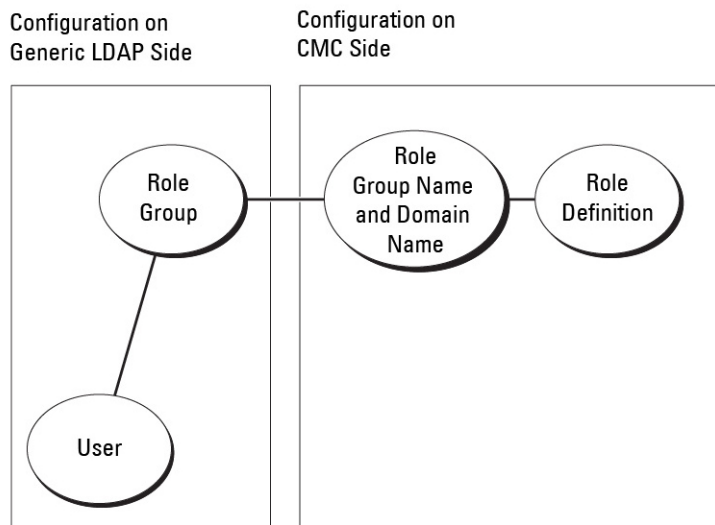 Configuration on
Generic LDAP Side
Configuration on
CMC Side
Role
Group
Role
Group Name
and Domain
Name
Role
Definition
User